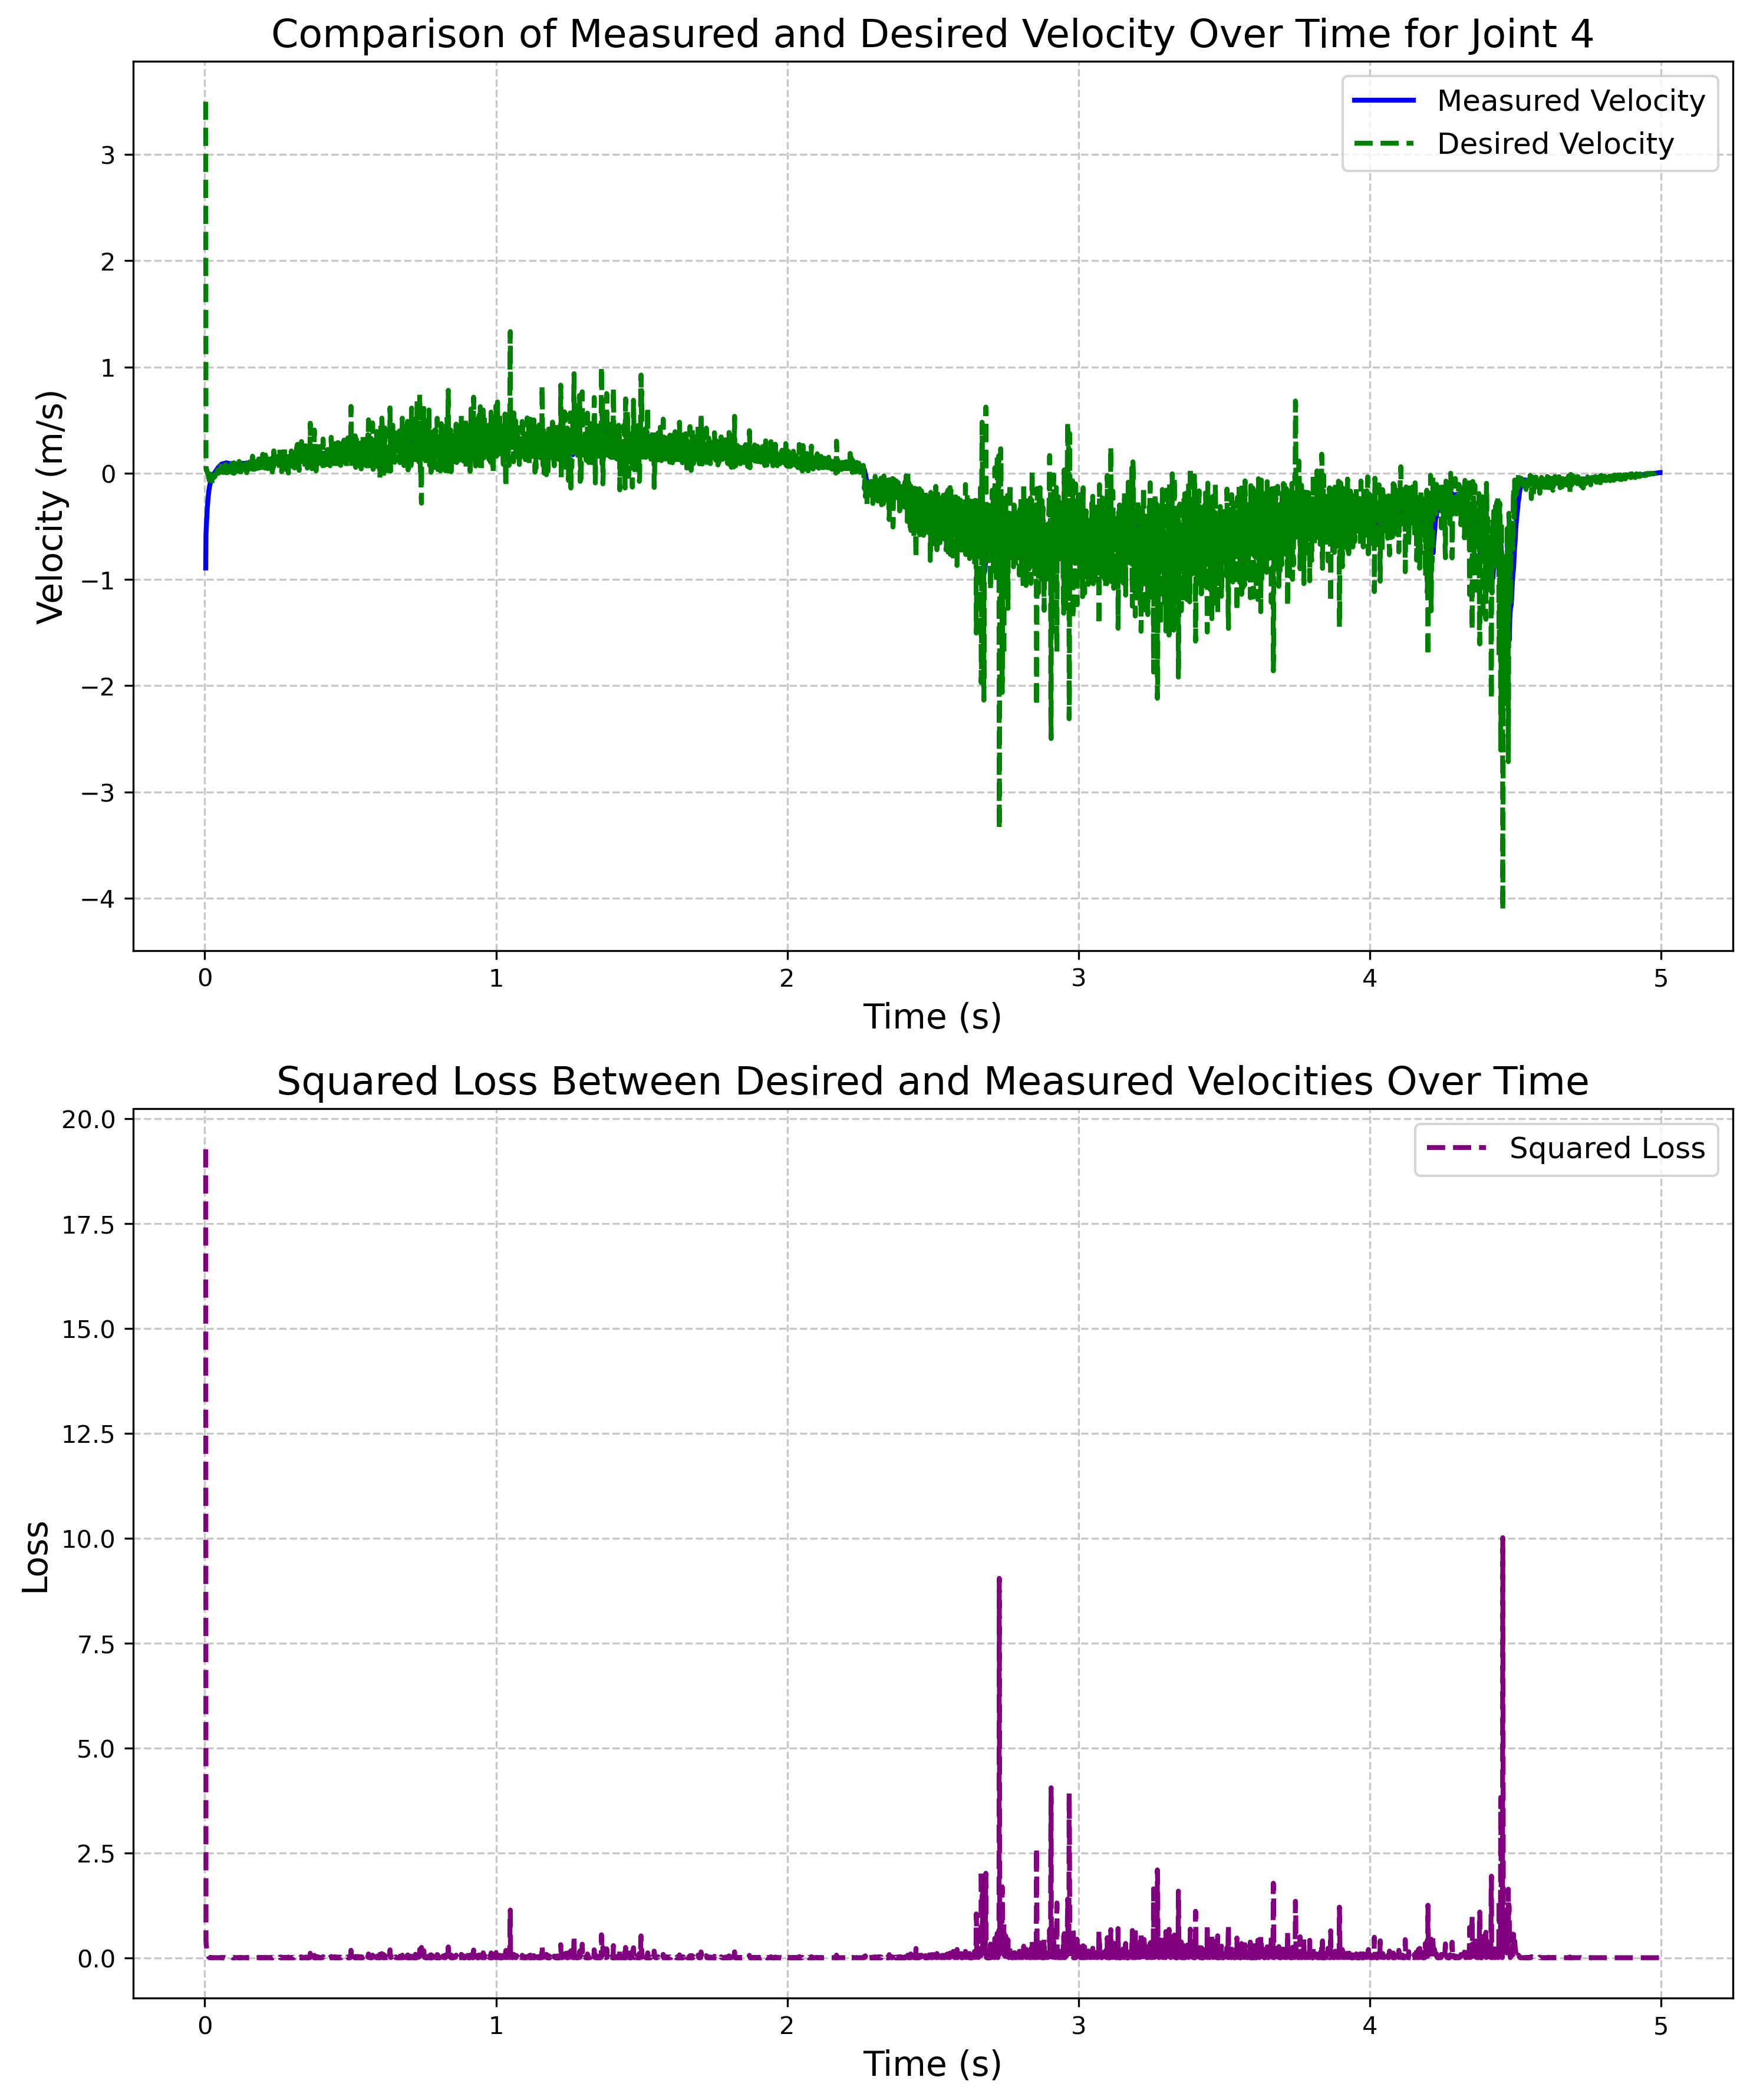 Comparison of Measured and Desired Velocity Over Time for Joint 4
Measured Velocity
Desired Velocity
Velocity (m/s)
3
2
1
0
−1
−2
−3
−4
0 1 2 3 4 5
Time (s)
Squared Loss Between Desired and Measured Velocities Over Time
Squared Loss
Loss
20.0
17.5
15.0
12.5
10.0
7.5
5.0
2.5
0.0
0 1 2 3 4 5
Time (s)